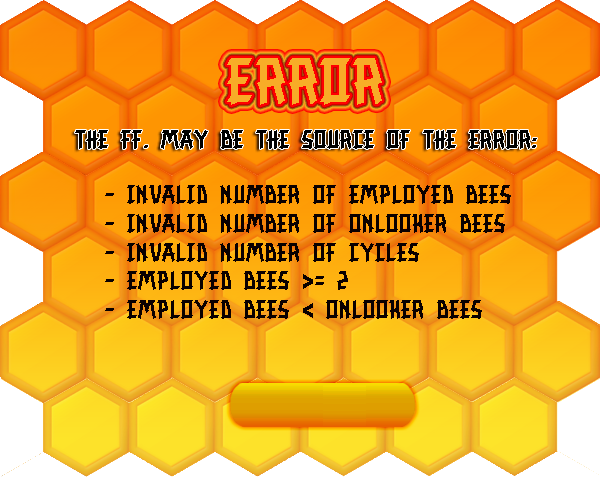 ERROR
THE FF. MAY BE THE SOURCE OF THE ERROR:
- INVALID NUMBER OF EMPLOYED BEES
- INVALID NUMBER OF ONLOOKER BEES
- INVALID NUMBER OF CYCLES
- EMPLOYED BEES >= 2
- EMPLOYED BEES < ONLOOKER BEES